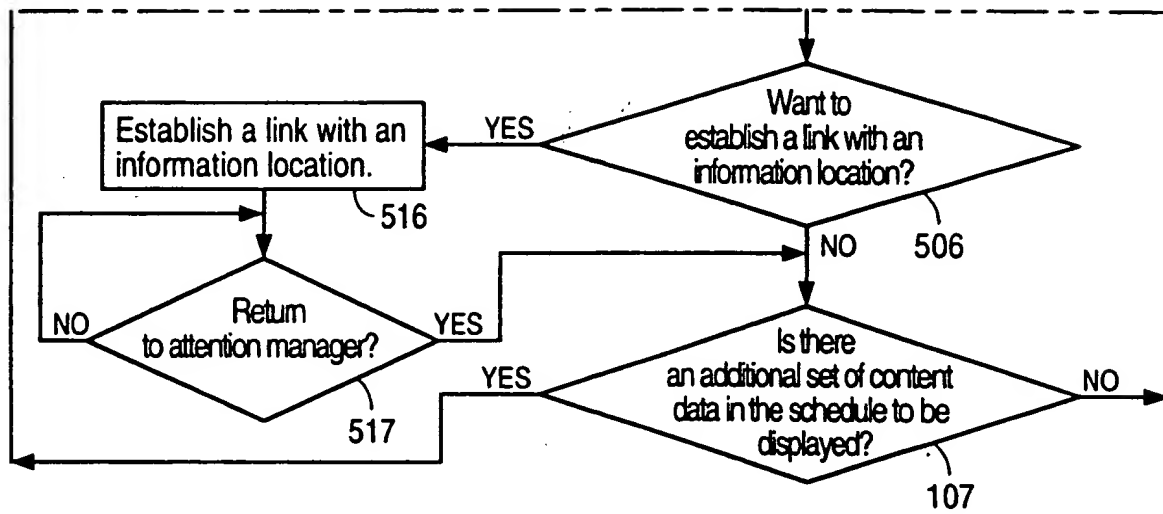 Want to
establish a link with an
information location?
YES
506
NO
Establish a link with an
information location.
516
Return
to attention manager?
NO
YES
517
Is there
an additional set of content
data in the schedule to be
displayed?
YES
NO
107